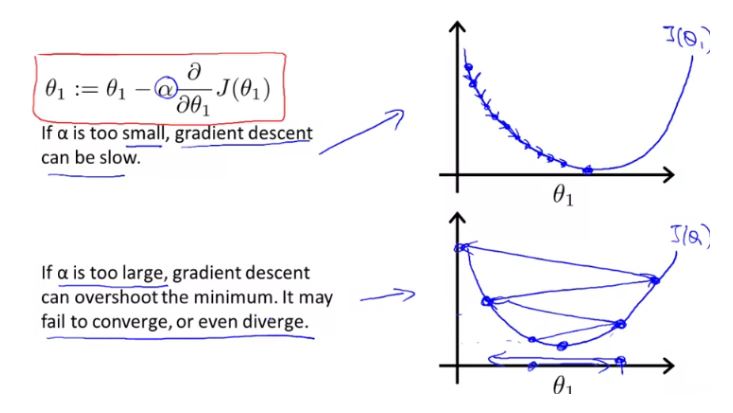 θ₁ := θ₁ − α ∂/∂θ₁ J(θ₁)
If α is too small, gradient descent
can be slow.
J(θ₁)
θ₁
If α is too large, gradient descent
can overshoot the minimum. It may
fail to converge, or even diverge.
J(θ₁)
θ₁